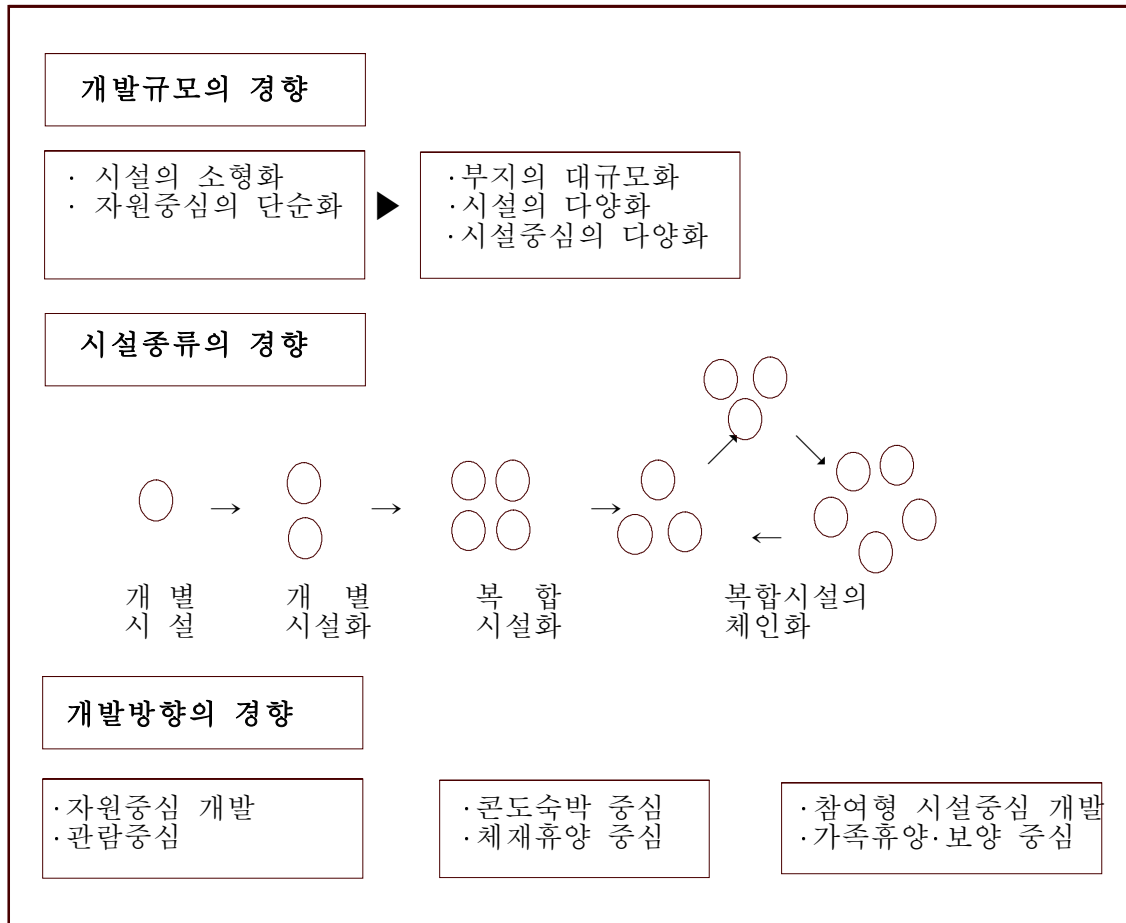 개발규모의 경향
· 시설의 소형화
· 자원중심의 단순화
▶
·부지의 대규모화
·시설의 다양화
·시설중심의 다양화
시설종류의 경향
개 별
시 설
개 별
시설화
복 합
시설화
복합시설의
체인화
개발방향의 경향
·자원중심 개발
·관람중심
·콘도숙박 중심
·체재휴양 중심
·참여형 시설중심 개발
·가족휴양·보양 중심